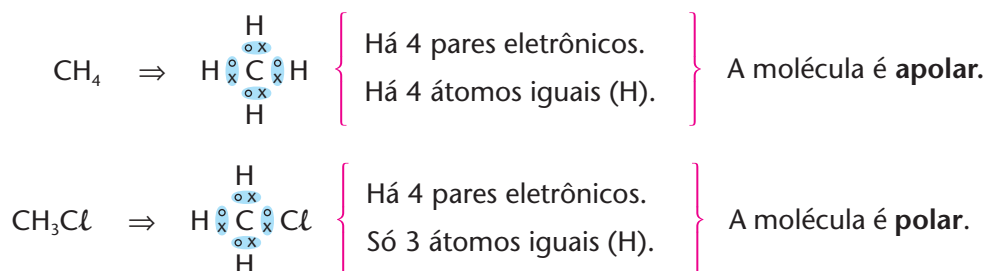 H
CH₄ ⇒ H C H
H
Há 4 pares eletrônicos.
Há 4 átomos iguais (H).
A molécula é apolar.
H
CH₃Cℓ ⇒ H C Cℓ
H
Há 4 pares eletrônicos.
Só 3 átomos iguais (H).
A molécula é polar.